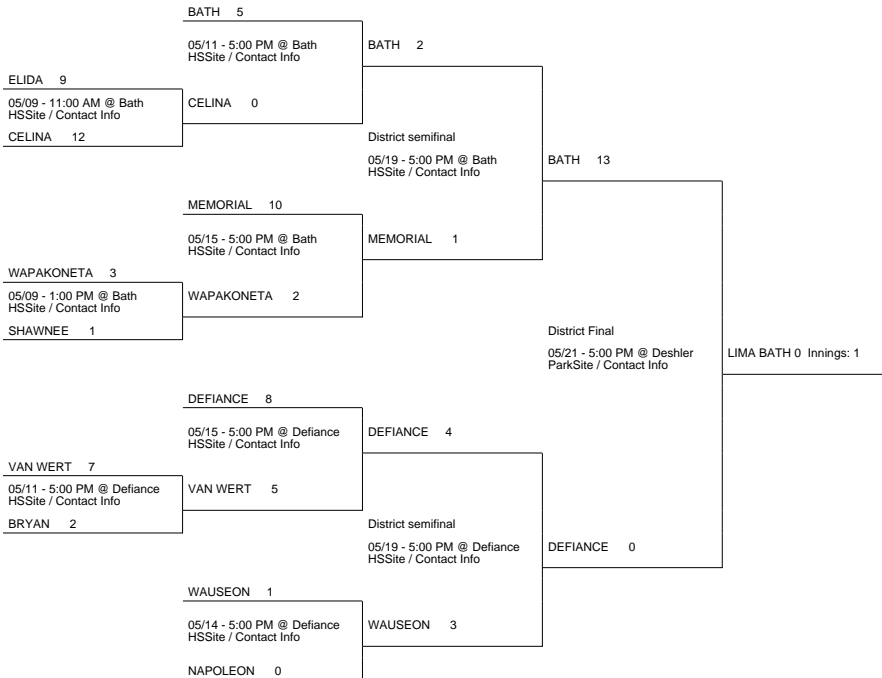 BATH 5
05/11 - 5:00 PM @ Bath
HSSite / Contact Info
BATH 2
ELIDA 9
05/09 - 11:00 AM @ Bath
HSSite / Contact Info
CELINA 0
CELINA 12
District semifinal
05/19 - 5:00 PM @ Bath
HSSite / Contact Info
BATH 13
MEMORIAL 10
05/15 - 5:00 PM @ Bath
HSSite / Contact Info
MEMORIAL 1
WAPAKONETA 3
05/09 - 1:00 PM @ Bath
HSSite / Contact Info
WAPAKONETA 2
SHAWNEE 1
District Final
05/21 - 5:00 PM @ Deshler
ParkSite / Contact Info
LIMA BATH 0 Innings: 1
DEFIANCE 8
05/15 - 5:00 PM @ Defiance
HSSite / Contact Info
DEFIANCE 4
VAN WERT 7
05/11 - 5:00 PM @ Defiance
HSSite / Contact Info
VAN WERT 5
BRYAN 2
District semifinal
05/19 - 5:00 PM @ Defiance
HSSite / Contact Info
DEFIANCE 0
WAUSEON 1
05/14 - 5:00 PM @ Defiance
HSSite / Contact Info
WAUSEON 3
NAPOLEON 0